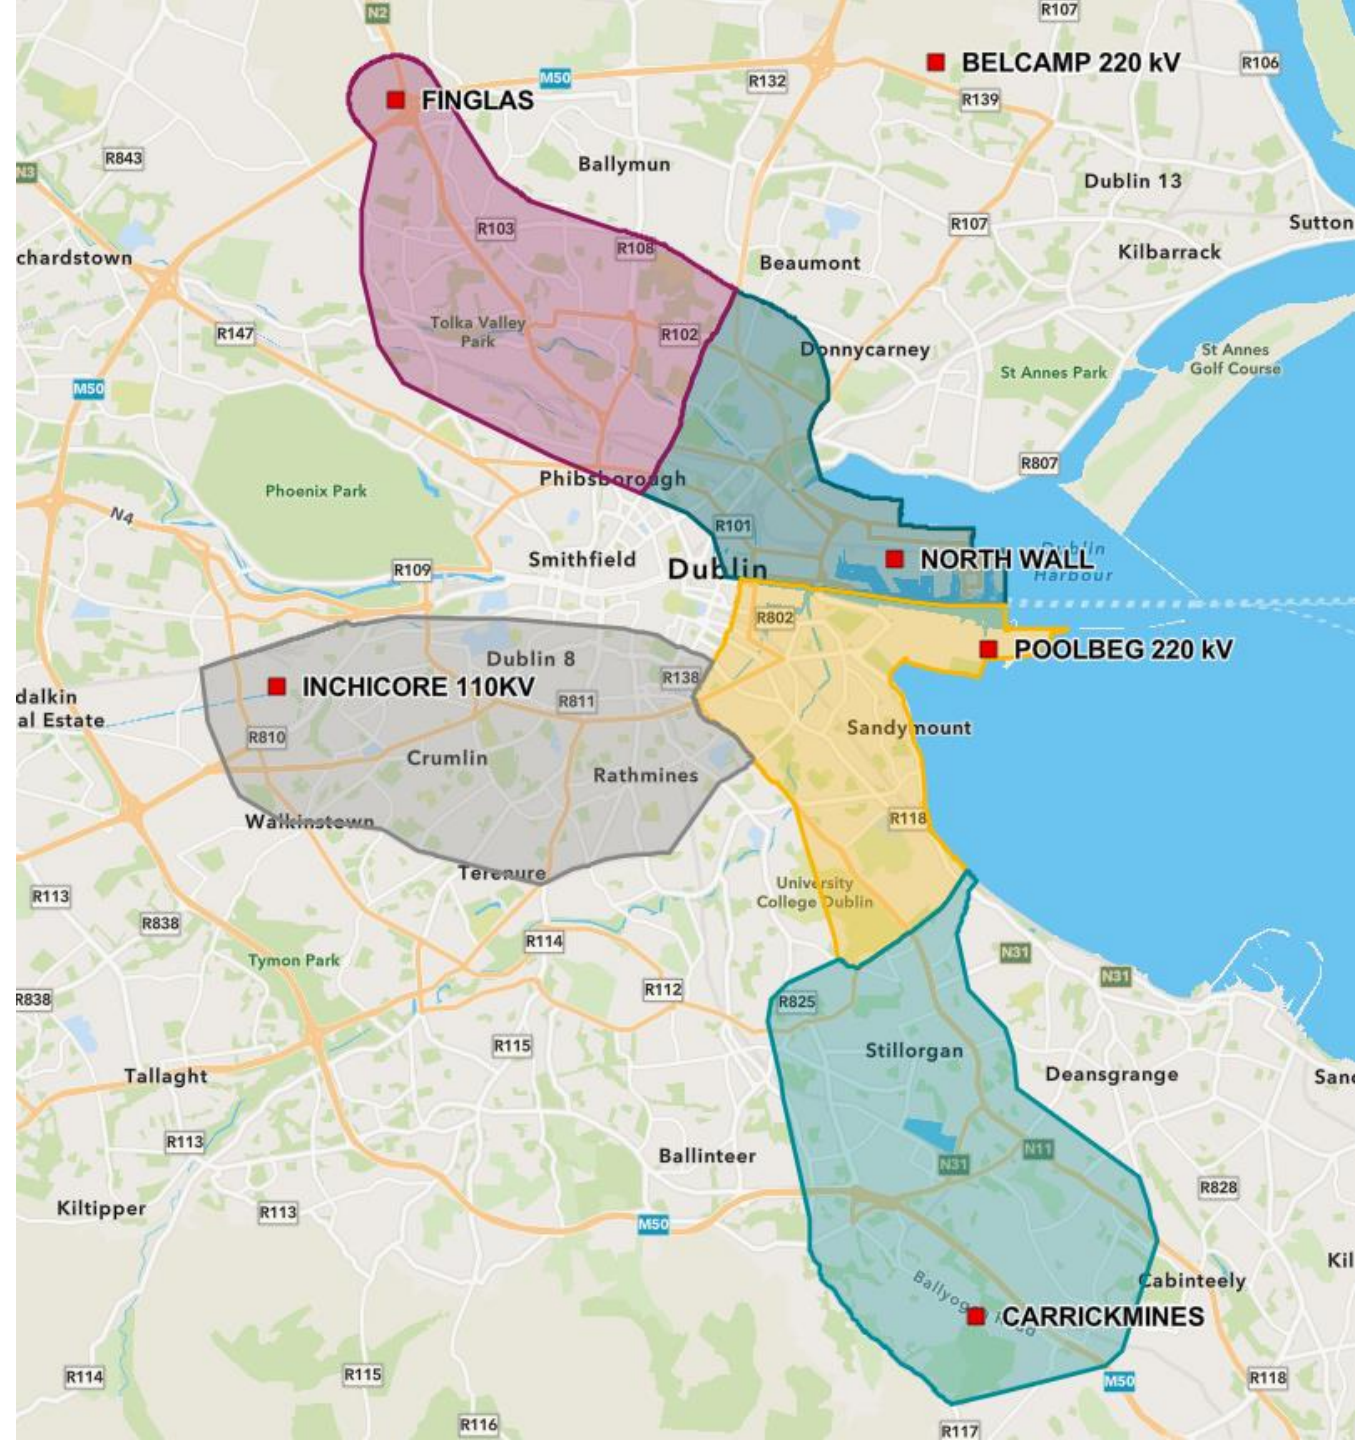 N2
R107
BELCAMP 220 kV
R106
M50
R132
FINGLAS
R139
R843
Ballymun
N3
Dublin 13
R103
R107
Sutton
R108
Kilbarrack
chardstown
Beaumont
Tolka Valley
Park
R147
R102
Donnycarney
St Annes
Golf Course
St Annes Park
M50
R807
Phibsborough
Phoenix Park
N4
R101
Smithfield
Dublin
NORTH WALL
Dublin
Harbour
R109
R802
POOLBEG 220 kV
Dublin 8
R138
INCHICORE 110KV
dalkin
al Estate
R811
Sandymount
R810
Crumlin
Rathmines
Walkinstown
R118
Terenure
University
College Dublin
R113
R838
R114
N31
Tymon Park
N31
R838
R112
R825
R115
Stillorgan
Tallaght
Deansgrange
Sand
R113
Ballinteer
N11
N31
R828
Kiltipper
R113
M50
Kil
Cabinteely
CARRICKMINES
R114
R115
M50
R118
R116
R117